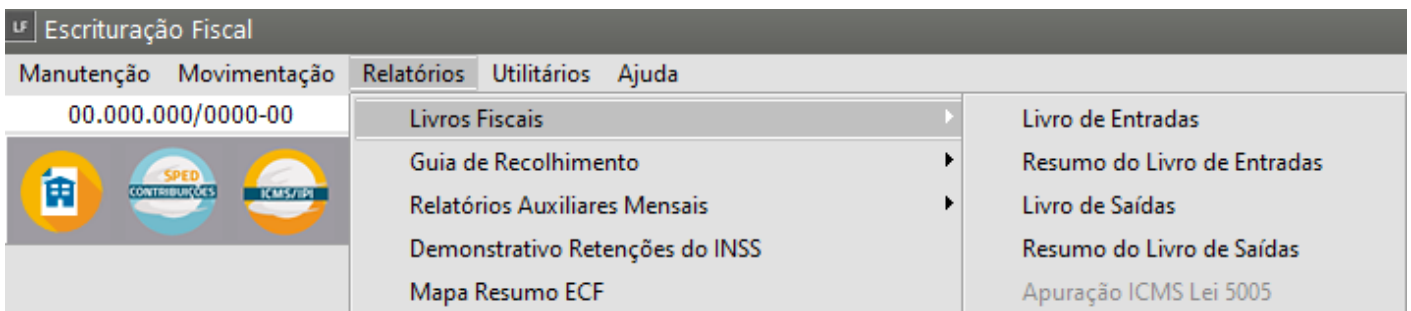 LF Escrituração Fiscal
Manutenção Movimentação Relatórios Utilitários Ajuda
00.000.000/0000-00
SPED
CONTRIBUIÇÕES
ICMS/IPI
Livros Fiscais
Guia de Recolhimento
Relatórios Auxiliares Mensais
Demonstrativo Retenções do INSS
Mapa Resumo ECF
Livro de Entradas
Resumo do Livro de Entradas
Livro de Saídas
Resumo do Livro de Saídas
Apuração ICMS Lei 5005